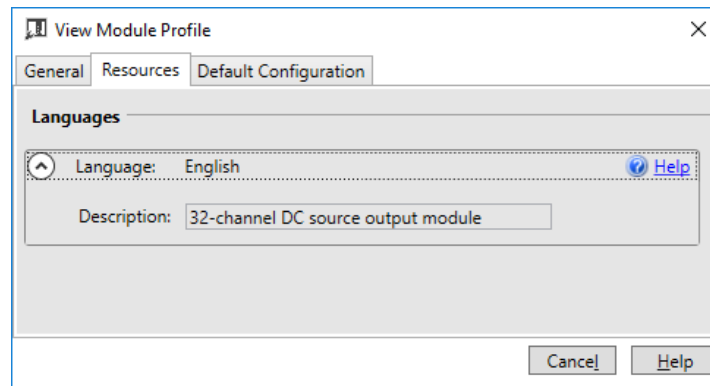 View Module Profile
General Resources Default Configuration
Languages
Language: English Help
Description: 32-channel DC source output module
Cancel Help